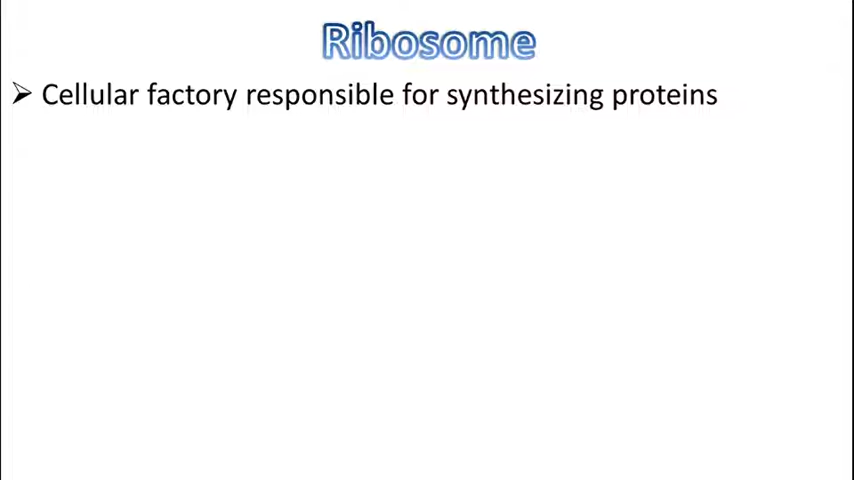 Ribosome
➢ Cellular factory responsible for synthesizing proteins